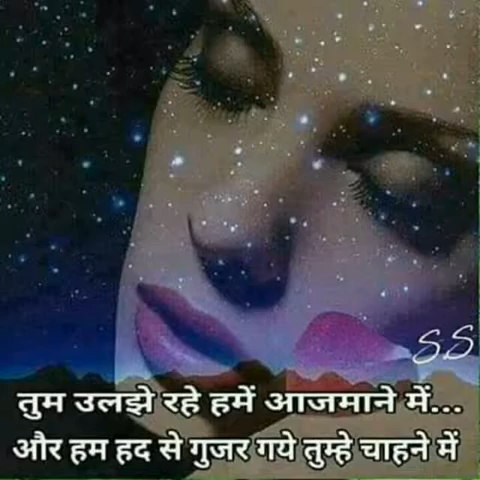 SS
तुम उलझे रहे हमें आजमाने में...
और हम हद से गुजर गये तुम्हे चाहने में